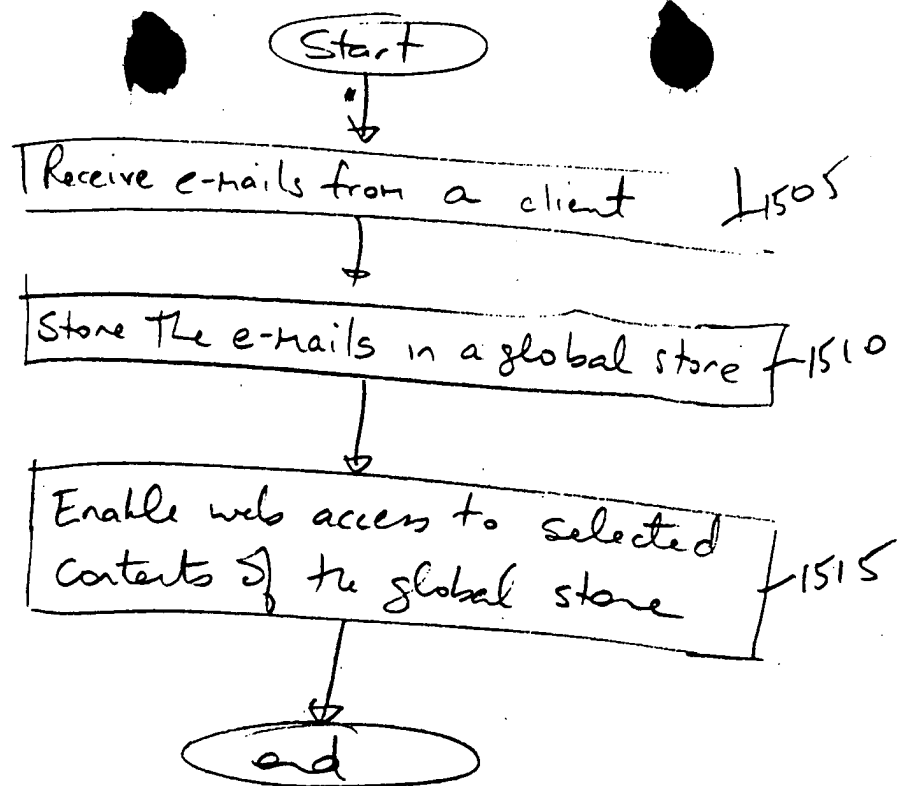 Start
Receive e-mails from a client 1505
Store The e-mails in a global store 1510
Enable web access to selected
contents of the global store 1515
end